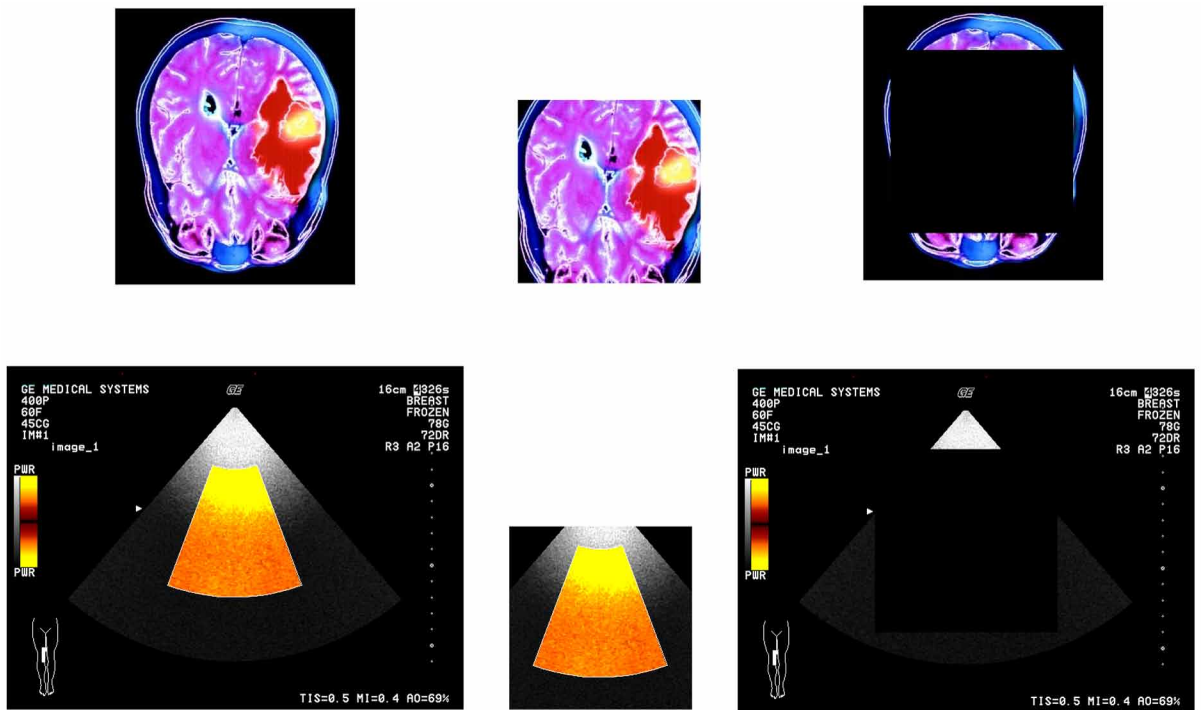 GE MEDICAL SYSTEMS
GE
16cm 4326s
400P
BREAST
60F
FROZEN
45CG
78G
IM#1
72DR
image_1
R3 A2 P16
PWR
PWR
TIS=0.5 MI=0.4 AO=69%
GE MEDICAL SYSTEMS
GE
16cm 4326s
400P
BREAST
60F
FROZEN
45CG
78G
IM#1
72DR
image_1
R3 A2 P16
PWR
PWR
TIS=0.5 MI=0.4 AO=69%